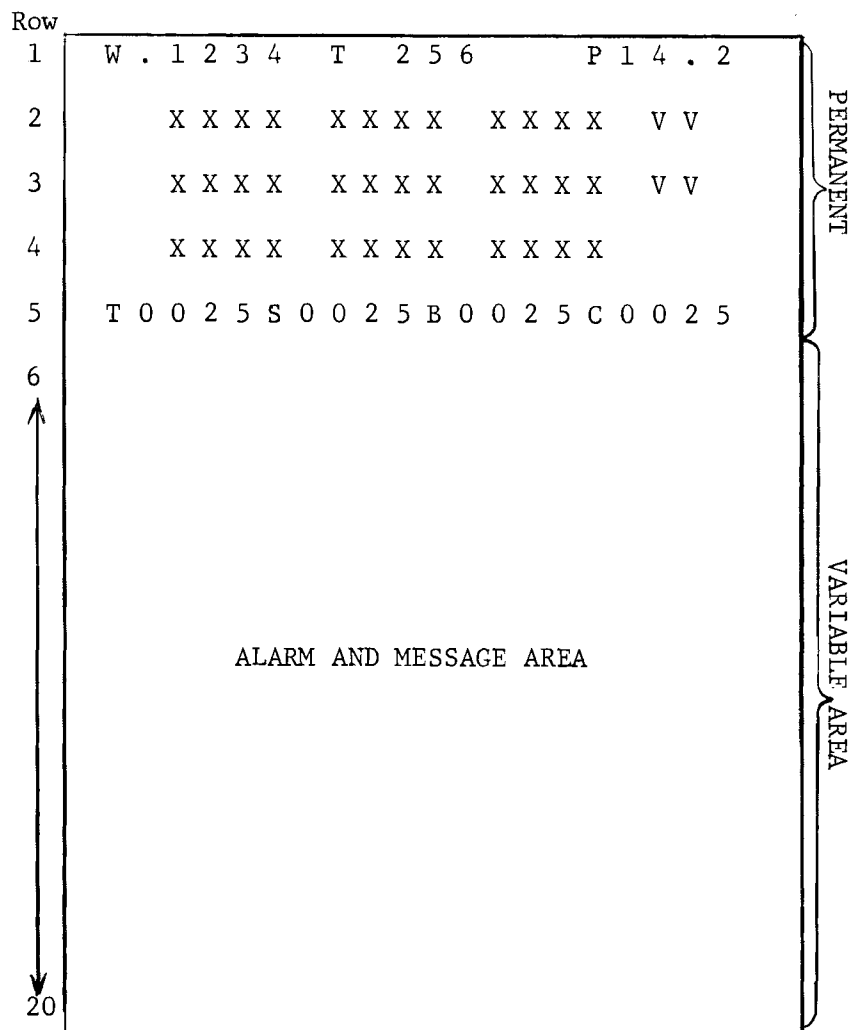 Row
1 W . 1 2 3 4 T 2 5 6 P 1 4 . 2
2 X X X X X X X X X X X X V V
3 X X X X X X X X X X X X V V
4 X X X X X X X X X X X X
5 T 0 0 2 5 S 0 0 2 5 B 0 0 2 5 C 0 0 2 5
PERMANENT
6
ALARM AND MESSAGE AREA
VARIABLE AREA
20